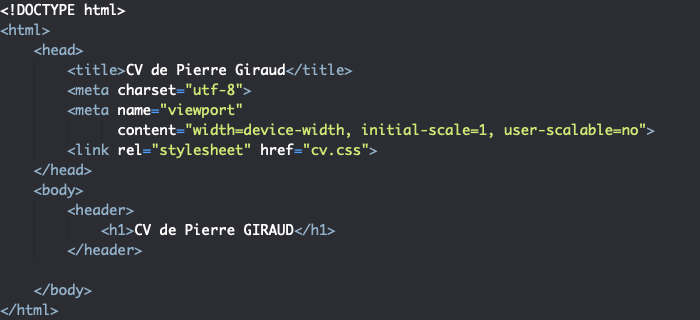 <!DOCTYPE html>
<html>
    <head>
        <title>CV de Pierre Giraud</title>
        <meta charset="utf-8">
        <meta name="viewport"
              content="width=device-width, initial-scale=1, user-scalable=no">
        <link rel="stylesheet" href="cv.css">
    </head>
    <body>
        <header>
            <h1>CV de Pierre GIRAUD</h1>
        </header>
    </body>
</html>